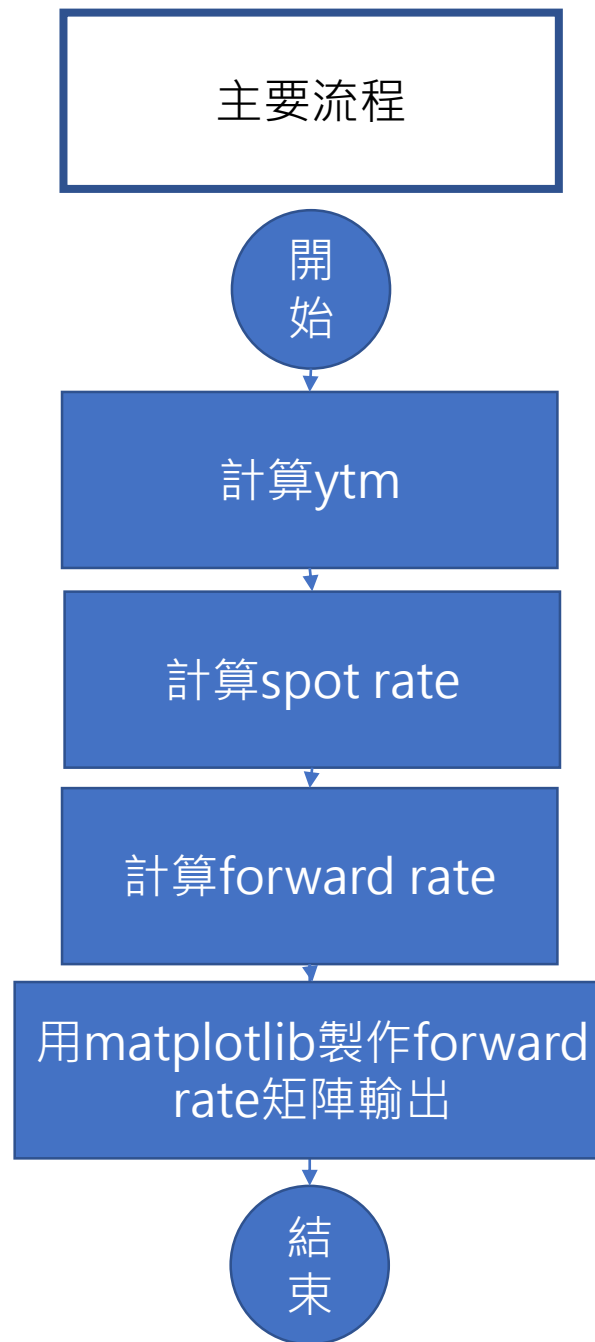 主要流程
開
始
計算ytm
計算spot rate
計算forward rate
用matplotlib製作forward
rate矩陣輸出
結
束